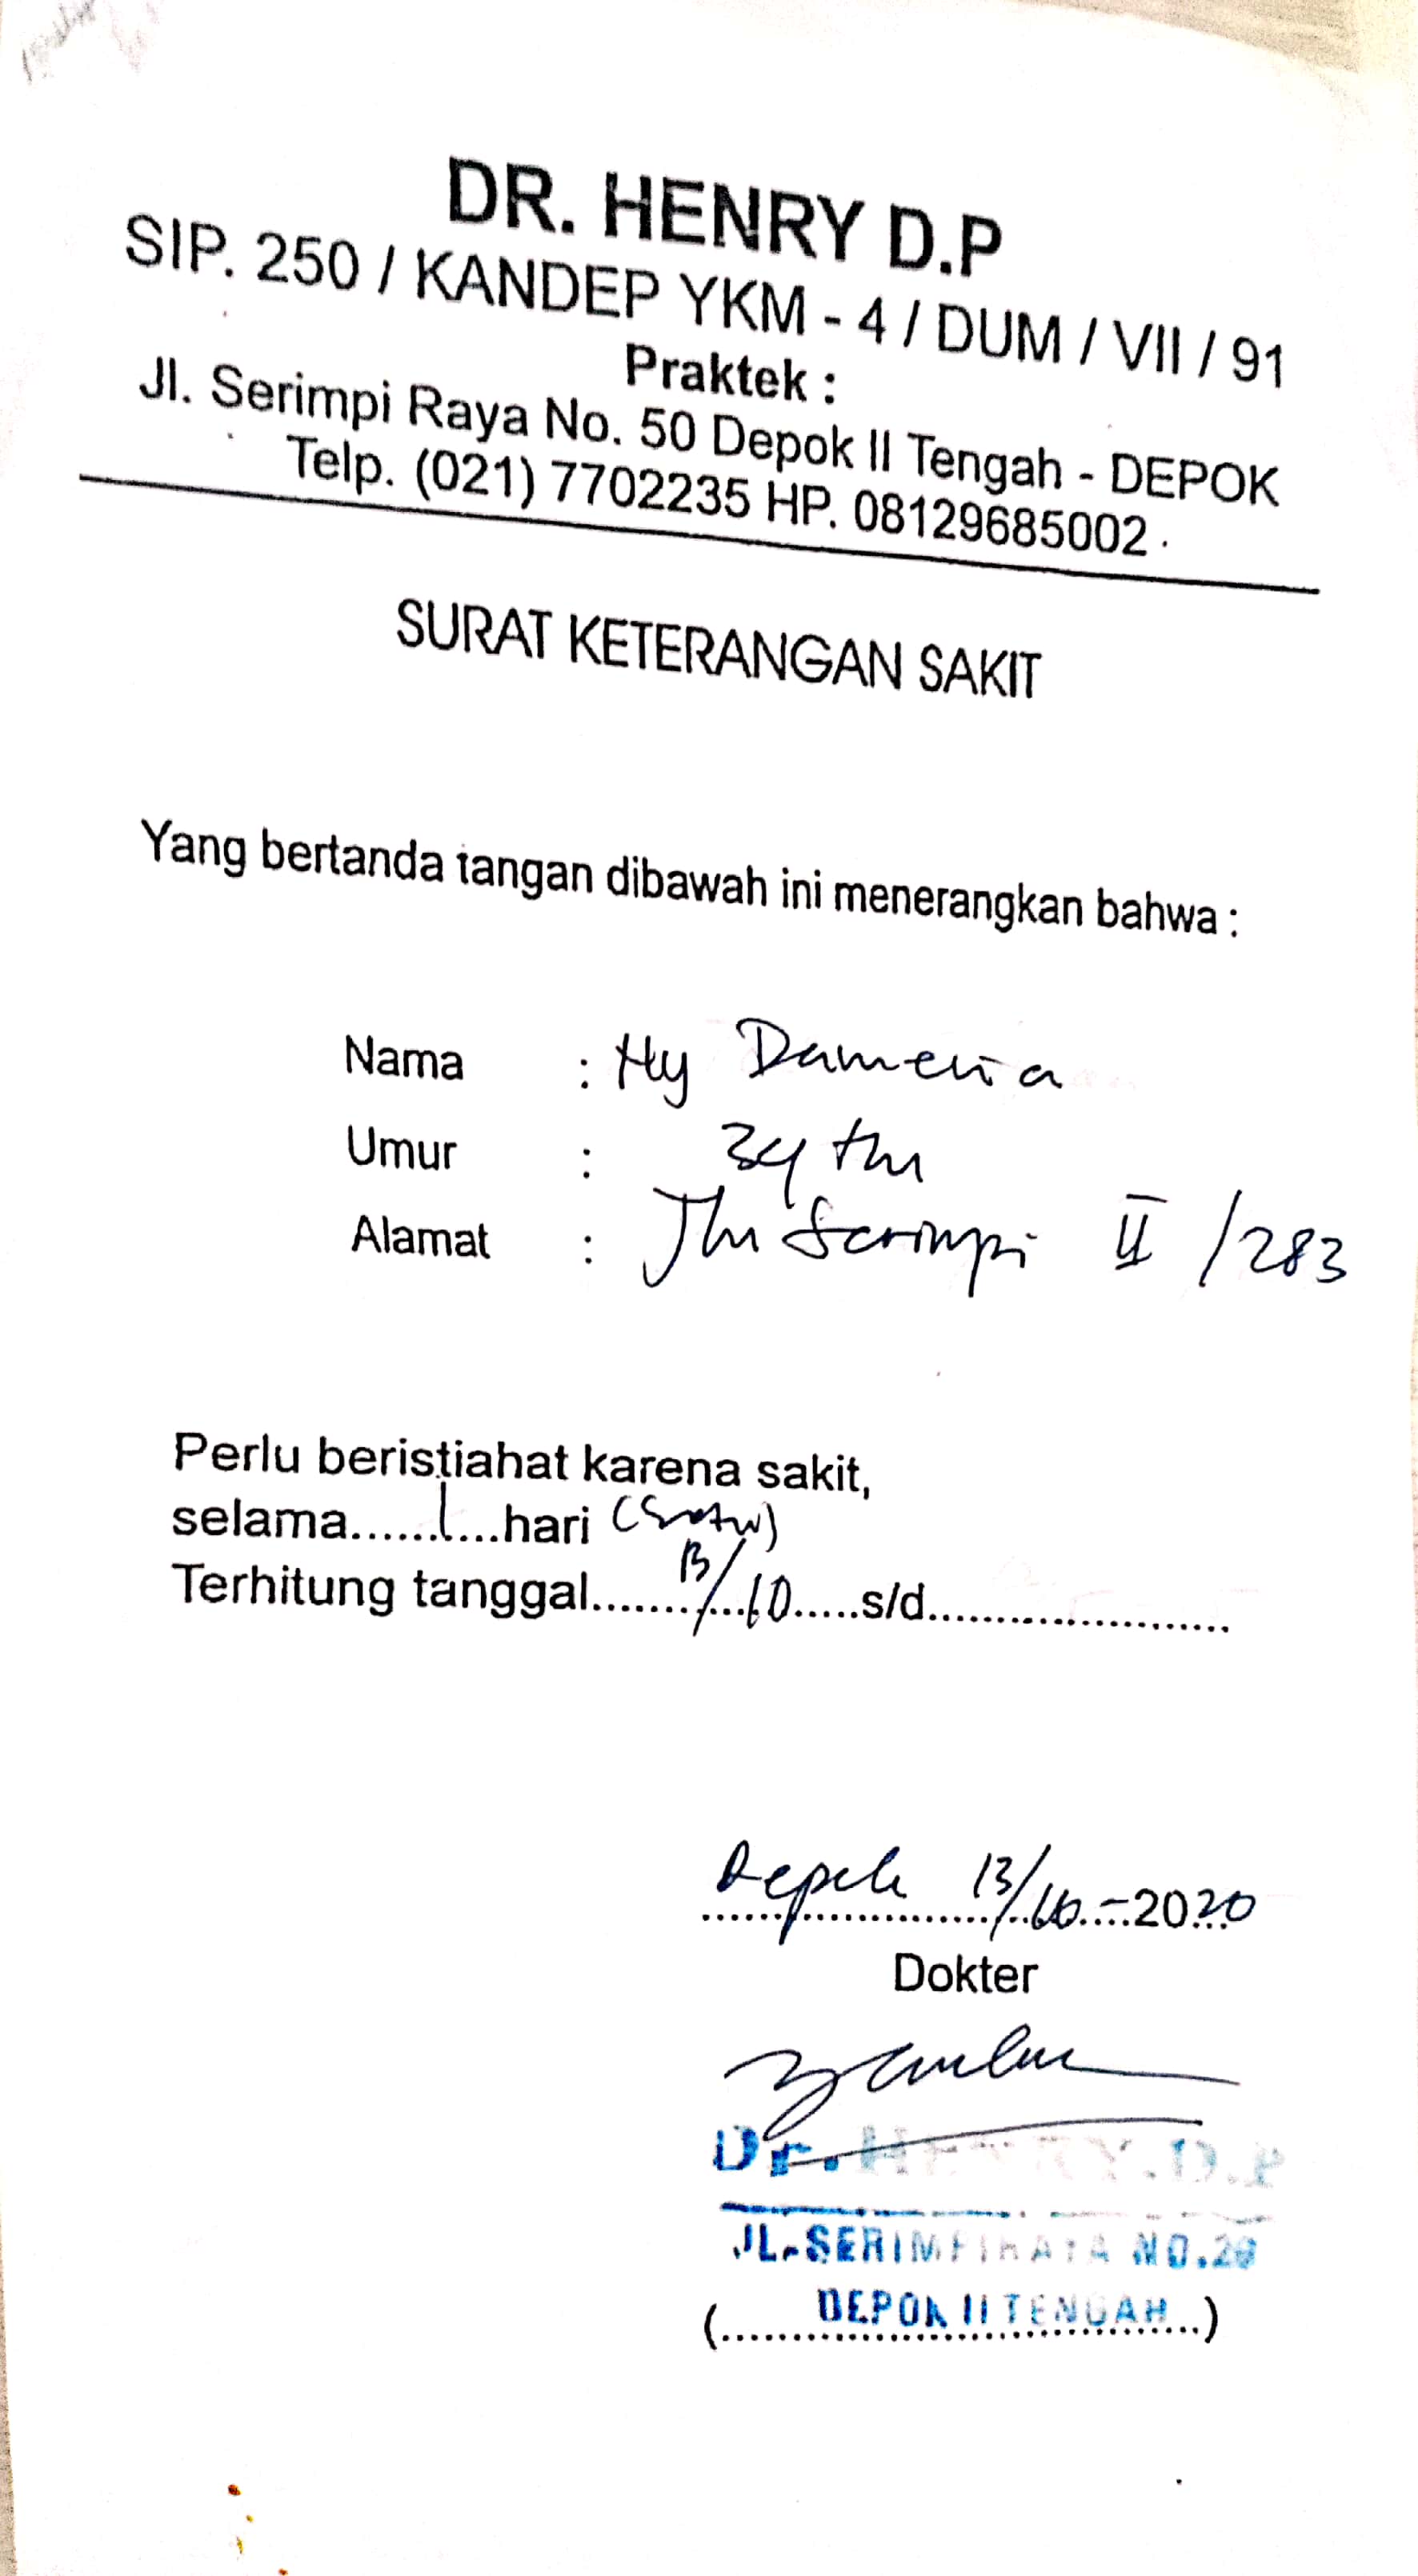 DR. HENRY D.P
SIP. 250 / KANDEP YKM - 4 / DUM / VII / 91
Praktek :
Jl. Serimpi Raya No. 50 Depok II Tengah - DEPOK
Telp. (021) 7702235 HP. 08129685002
SURAT KETERANGAN SAKIT
Yang bertanda tangan dibawah ini menerangkan bahwa :
Nama : Ny Dameria
Umur : 34 thn
Alamat : Jln Serimpi II /283
Perlu beristiahat karena sakit,
selama......1....hari (Satu)
Terhitung tanggal.......13/10.....s/d......................
Depok 13/10 - 2020
Dokter
Dr. HENRY.D.P
JL. SERIMPI RAYA NO.
DEPOK II TENGAH
(..................................)